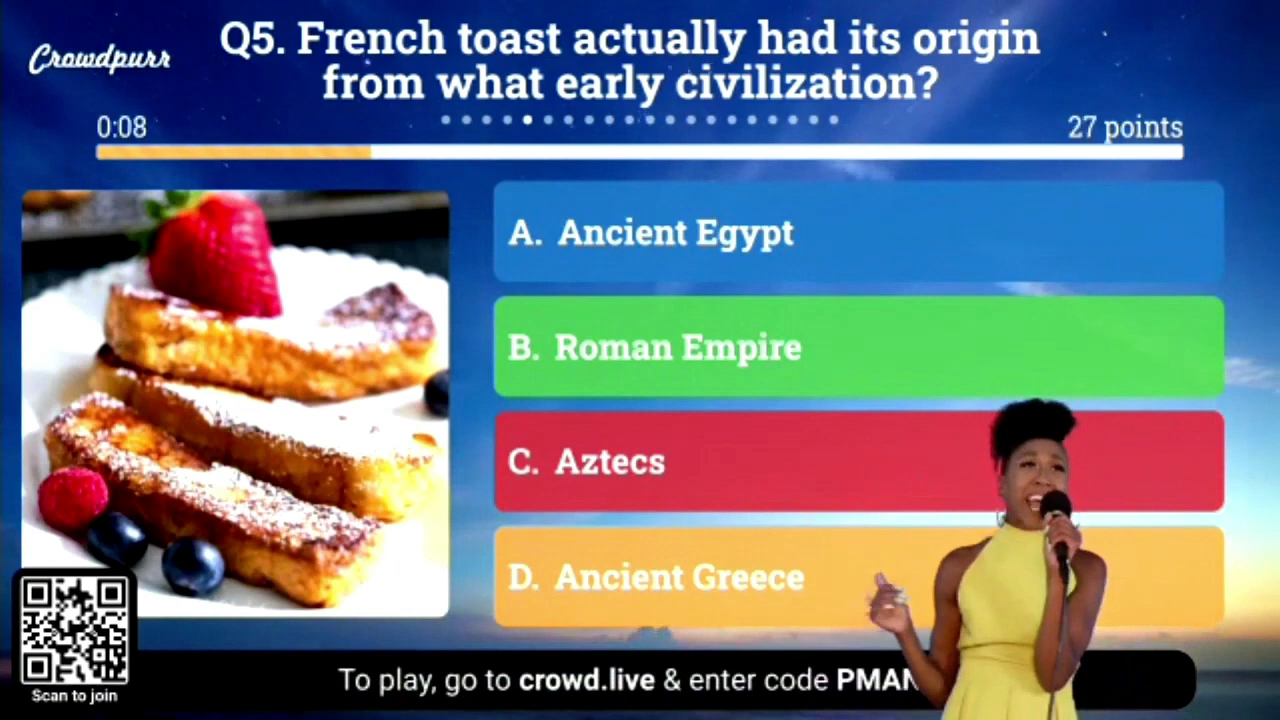 Crowdpurr
Q5. French toast actually had its origin
from what early civilization?
0:08
27 points
A. Ancient Egypt
B. Roman Empire
C. Aztecs
D. Ancient Greece
To play, go to crowd.live & enter code
Scan to join